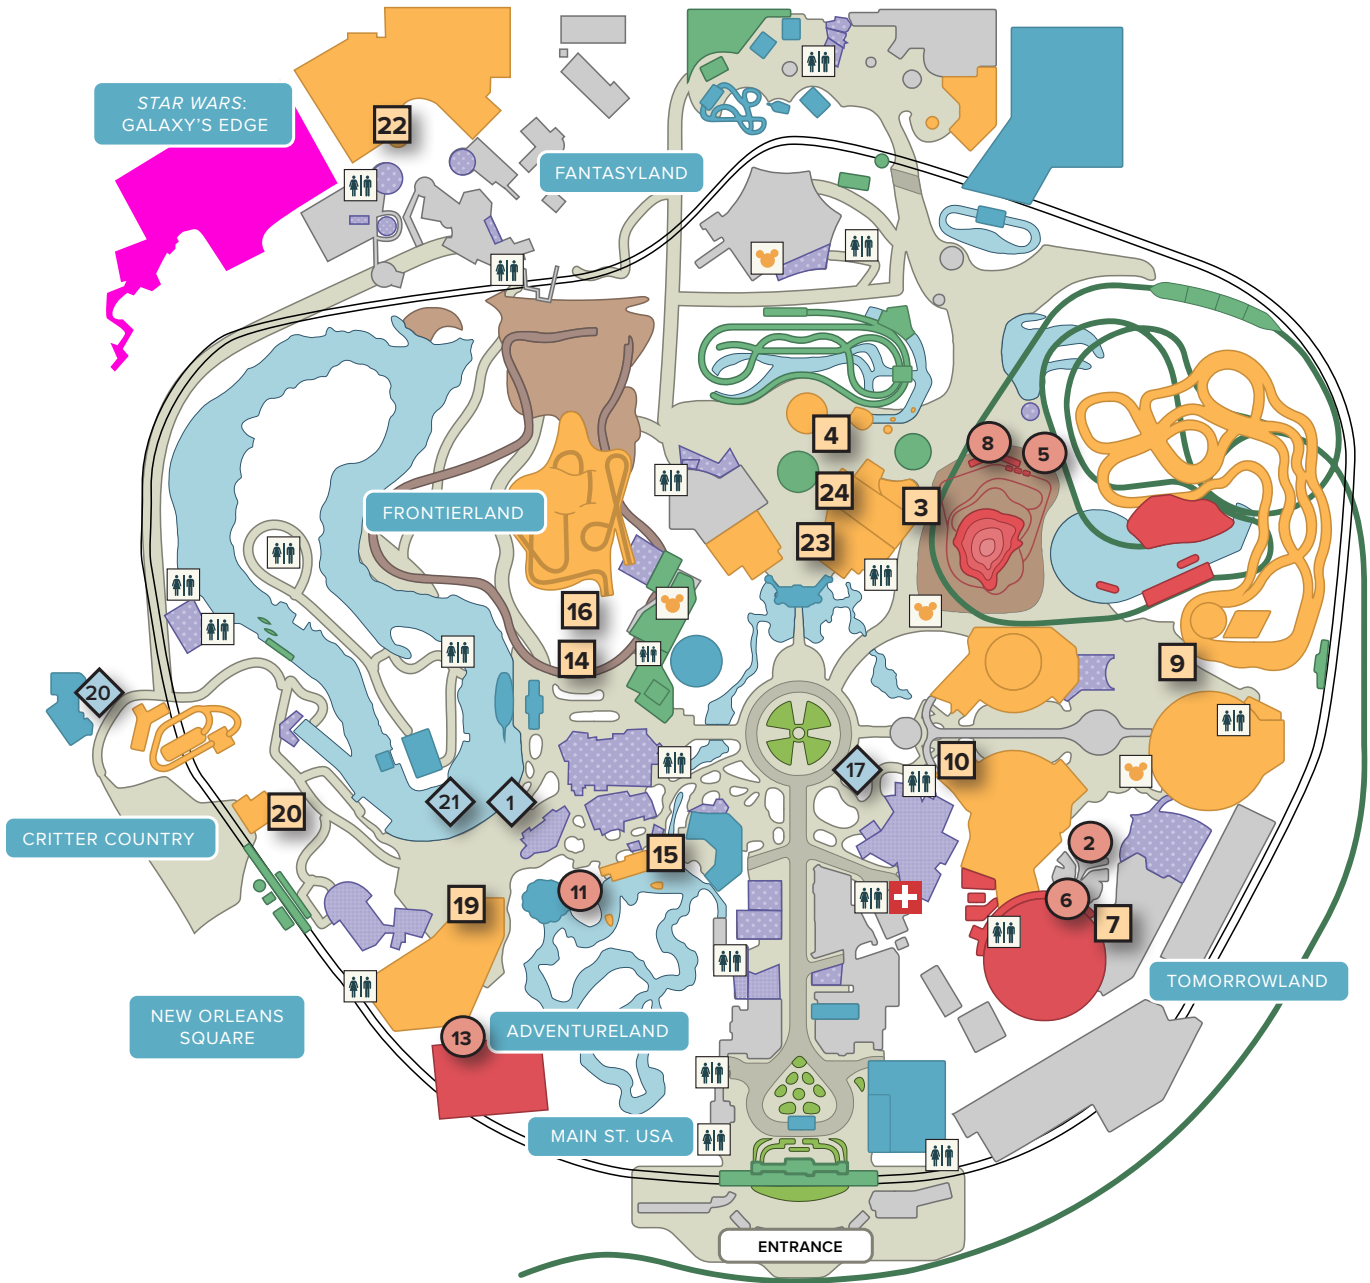 22
STAR WARS:
GALAXY'S EDGE
FANTASYLAND
4
8
5
24
3
FRONTIERLAND
23
16
14
9
20
17
10
21
1
20
CRITTER COUNTRY
2
15
11
6
19
7
TOMORROWLAND
NEW ORLEANS
SQUARE
13
ADVENTURELAND
MAIN ST. USA
ENTRANCE